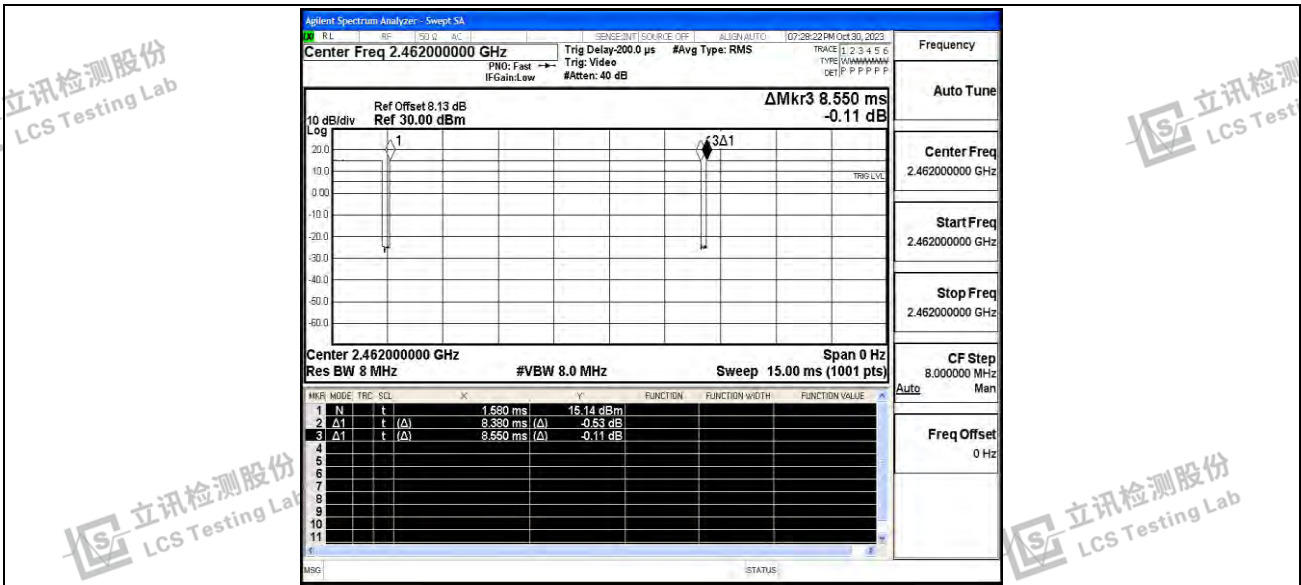 Agilent Spectrum Analyzer - Swept SA
RL RF 50 Ω AC SENSE:INT SOURCE OFF ALIGN AUTO 07:28:22 PM Oct 30, 2023
Center Freq 2.462000000 GHz
PNO: Fast
IFGain:Low
Trig Delay-200.0 µs
Trig: Video
#Atten: 40 dB
#Avg Type: RMS
TRACE 1 2 3 4 5 6
TYPE
DET P P P P P P
ΔMkr3 8.550 ms
-0.11 dB
Ref Offset 8.13 dB
Ref 30.00 dBm
10 dB/div
Log
20.0
10.0
0.00
-10.0
-20.0
-30.0
-40.0
-50.0
-60.0
1
3Δ1
TRIG LVL
Center 2.462000000 GHz
Span 0 Hz
Res BW 8 MHz
#VBW 8.0 MHz
Sweep 15.00 ms (1001 pts)
MKR MODE TRC SCL X Y FUNCTION FUNCTION WIDTH FUNCTION VALUE
1 N t 1.580 ms 15.14 dBm
2 Δ1 t (Δ) 8.380 ms (Δ) -0.53 dB
3 Δ1 t (Δ) 8.550 ms (Δ) -0.11 dB
4
5
6
7
8
9
10
11
MSG
STATUS
Frequency
Auto Tune
Center Freq
2.462000000 GHz
Start Freq
2.462000000 GHz
Stop Freq
2.462000000 GHz
CF Step
8.000000 MHz
Auto Man
Freq Offset
0 Hz
立讯检测股份
LCS Testing Lab
立讯检测
LCS Testi
立讯检测股份
LCS Testing Lab
立讯检测股份
LCS Testing Lab